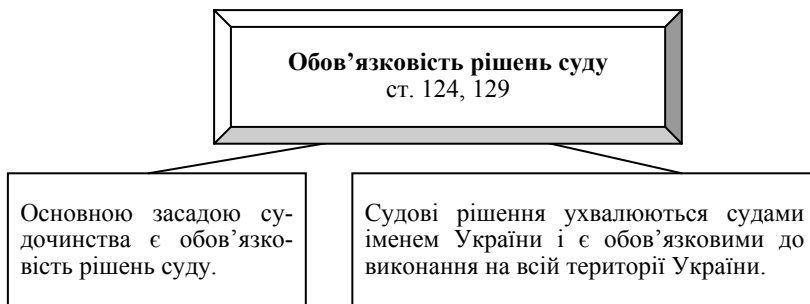 Обов’язковість рішень суду
ст. 124, 129
Основною засадою су-
дочинства є обов’язко-
вість рішень суду.
Судові рішення ухвалюються судами
іменем України і є обов’язковими до
виконання на всій території України.